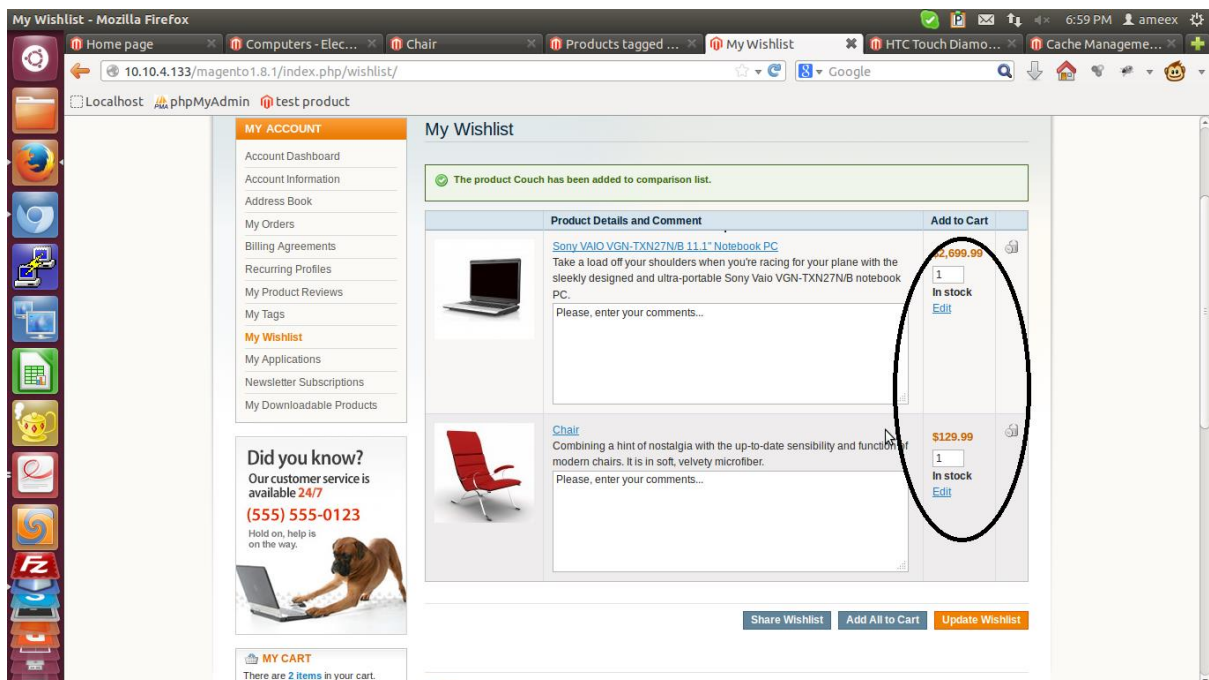 My Wishlist - Mozilla Firefox
6:59 PM ameex
Home page
Computers - Elec...
Chair
Products tagged ...
My Wishlist
HTC Touch Diamo...
Cache Manageme...
10.10.4.133/magento1.8.1/index.php/wishlist/
Google
Localhost phpMyAdmin test product
MY ACCOUNT
Account Dashboard
Account Information
Address Book
My Orders
Billing Agreements
Recurring Profiles
My Product Reviews
My Tags
My Wishlist
My Applications
Newsletter Subscriptions
My Downloadable Products
Did you know?
Our customer service is
available 24/7
(555) 555-0123
Hold on, help is
on the way.
MY CART
There are 2 items in your cart.
My Wishlist
The product Couch has been added to comparison list.
Product Details and Comment Add to Cart
Sony VAIO VGN-TXN27N/B 11.1" Notebook PC
Take a load off your shoulders when you're racing for your plane with the
sleekly designed and ultra-portable Sony Vaio VGN-TXN27N/B notebook
PC.
Please, enter your comments...
$2,699.99
1
In stock
Edit
Chair
Combining a hint of nostalgia with the up-to-date sensibility and function of
modern chairs. It is in soft, velvety microfiber.
Please, enter your comments...
$129.99
1
In stock
Edit
Share Wishlist Add All to Cart Update Wishlist